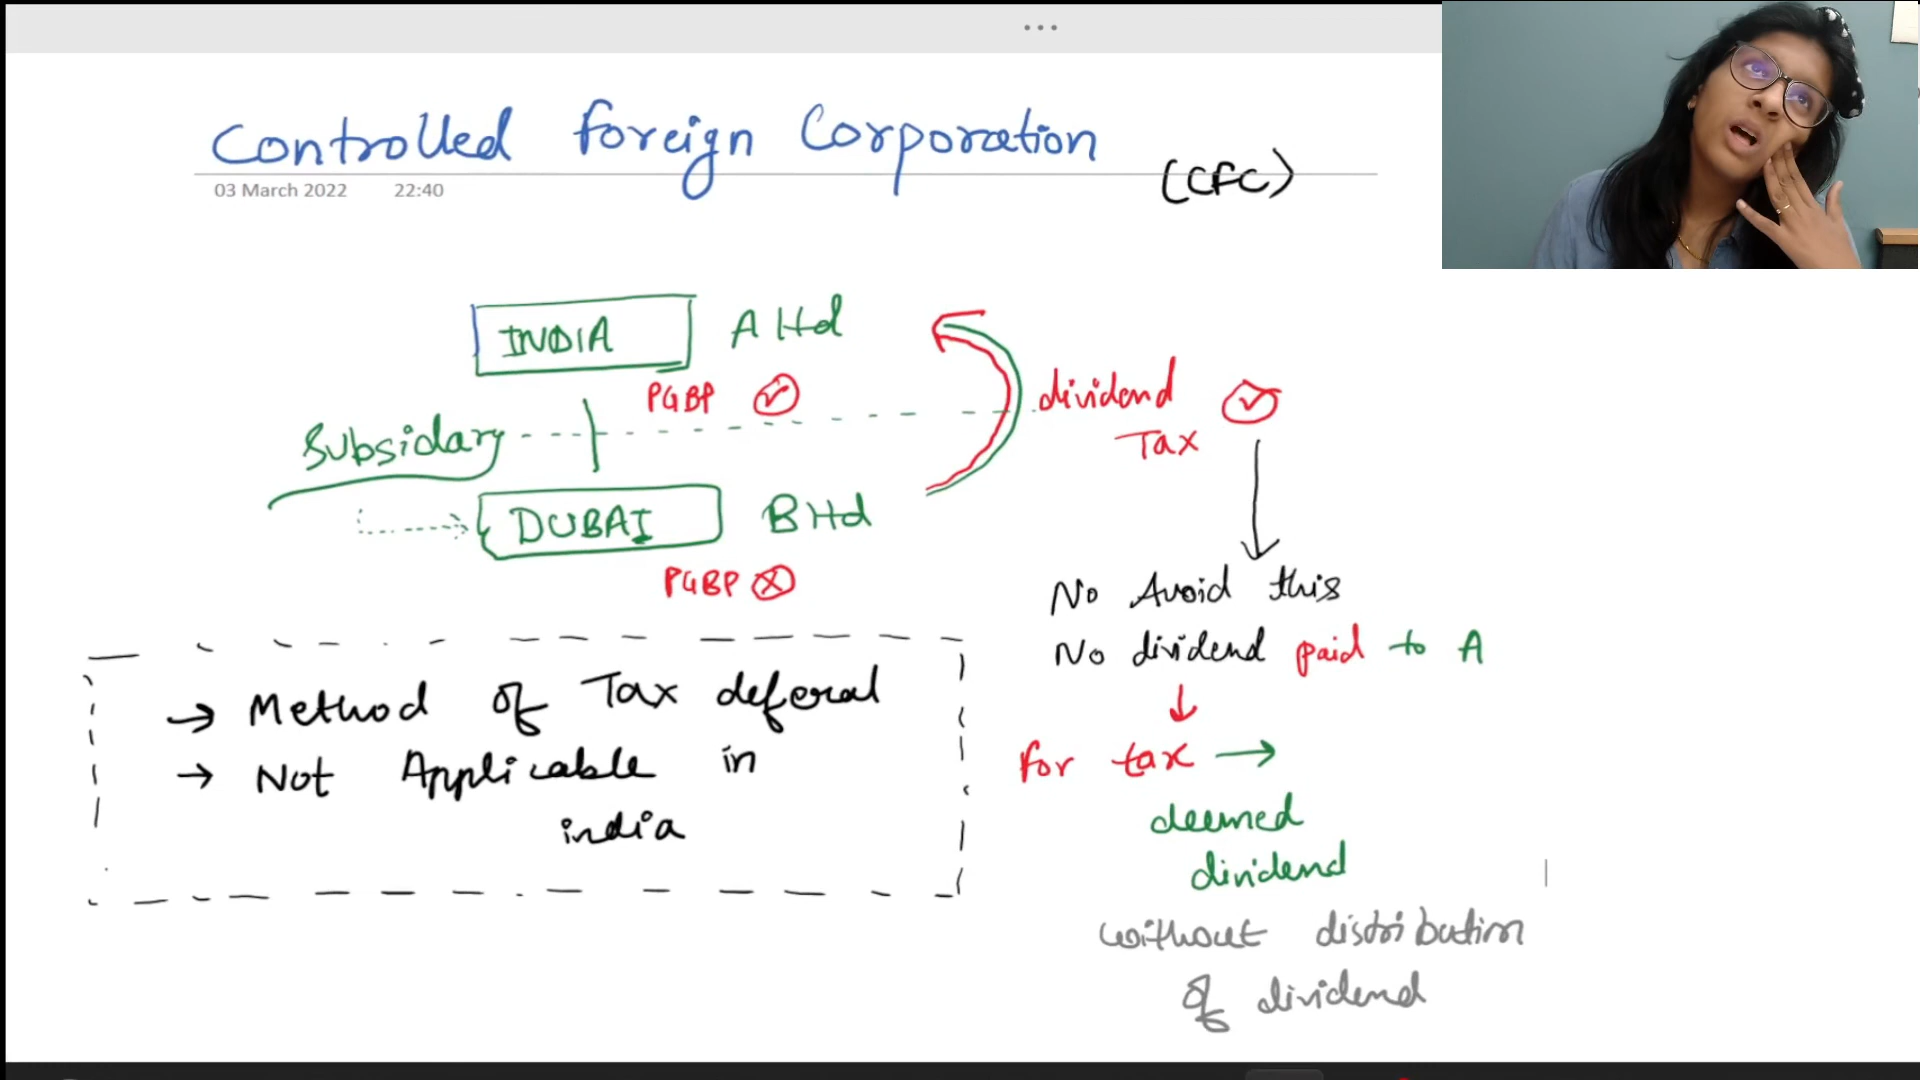 Controlled Foreign Corporation
(CFC)
03 March 2022 22:40
INDIA A Ltd
PGBP
dividend
Tax
Subsidary
DUBAI B Ltd
PGBP
No Avoid this
No dividend paid to A
for tax →
deemed
dividend
without distribution
of dividend
→ Method of Tax deferal
→ Not Applicable in
india